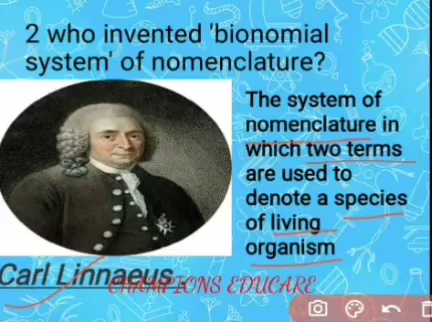 2 who invented 'bionomial
system' of nomenclature?
The system of
nomenclature in
which two terms
are used to
denote a species
of living
organism
Carl Linnaeus
CHAMPIONS EDUCARE